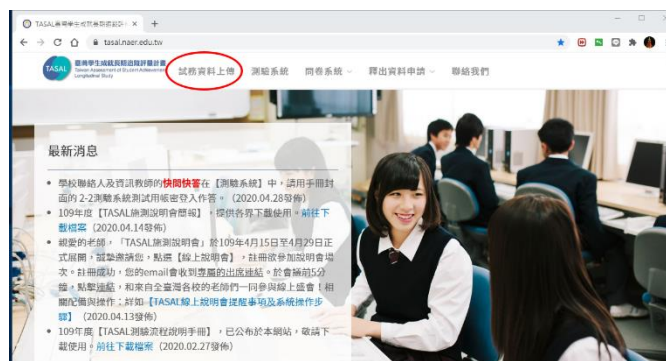 TASAL臺灣學生成就長期追蹤評
tasal.naer.edu.tw
TASAL
臺灣學生成就長期追蹤評量計畫
Taiwan Assessment of Student Achievement
Longitudinal Study
試務資料上傳 測驗系統 問卷系統 釋出資料申請 聯絡我們
最新消息
學校聯絡人及資訊教師的快問快答在【測驗系統】中，請用手冊封
面的 2-2測驗系統測試用帳密登入作答。（2020.04.28發佈）
109年度【TASAL施測說明會簡報】，提供各界下載使用。前往下
載檔案（2020.04.14發佈）
親愛的老師，「TASAL施測說明會」於109年4月15日至4月29日正
式展開，誠摯邀請您，點選【線上說明會】，註冊欲參加說明會場
次。註冊成功，您的email會收到專屬的出席連結。於會議前5分
鐘，點擊連結，和來自全臺灣各校的老師們一同參與線上盛會！相
關配備與操作：詳如【TASAL線上說明會提醒事項及系統操作步
驟】（2020.04.13發佈）
109年度【TASAL測驗流程說明手冊】，已公布於本網站，敬請下
載使用。前往下載檔案（2020.02.27發佈）